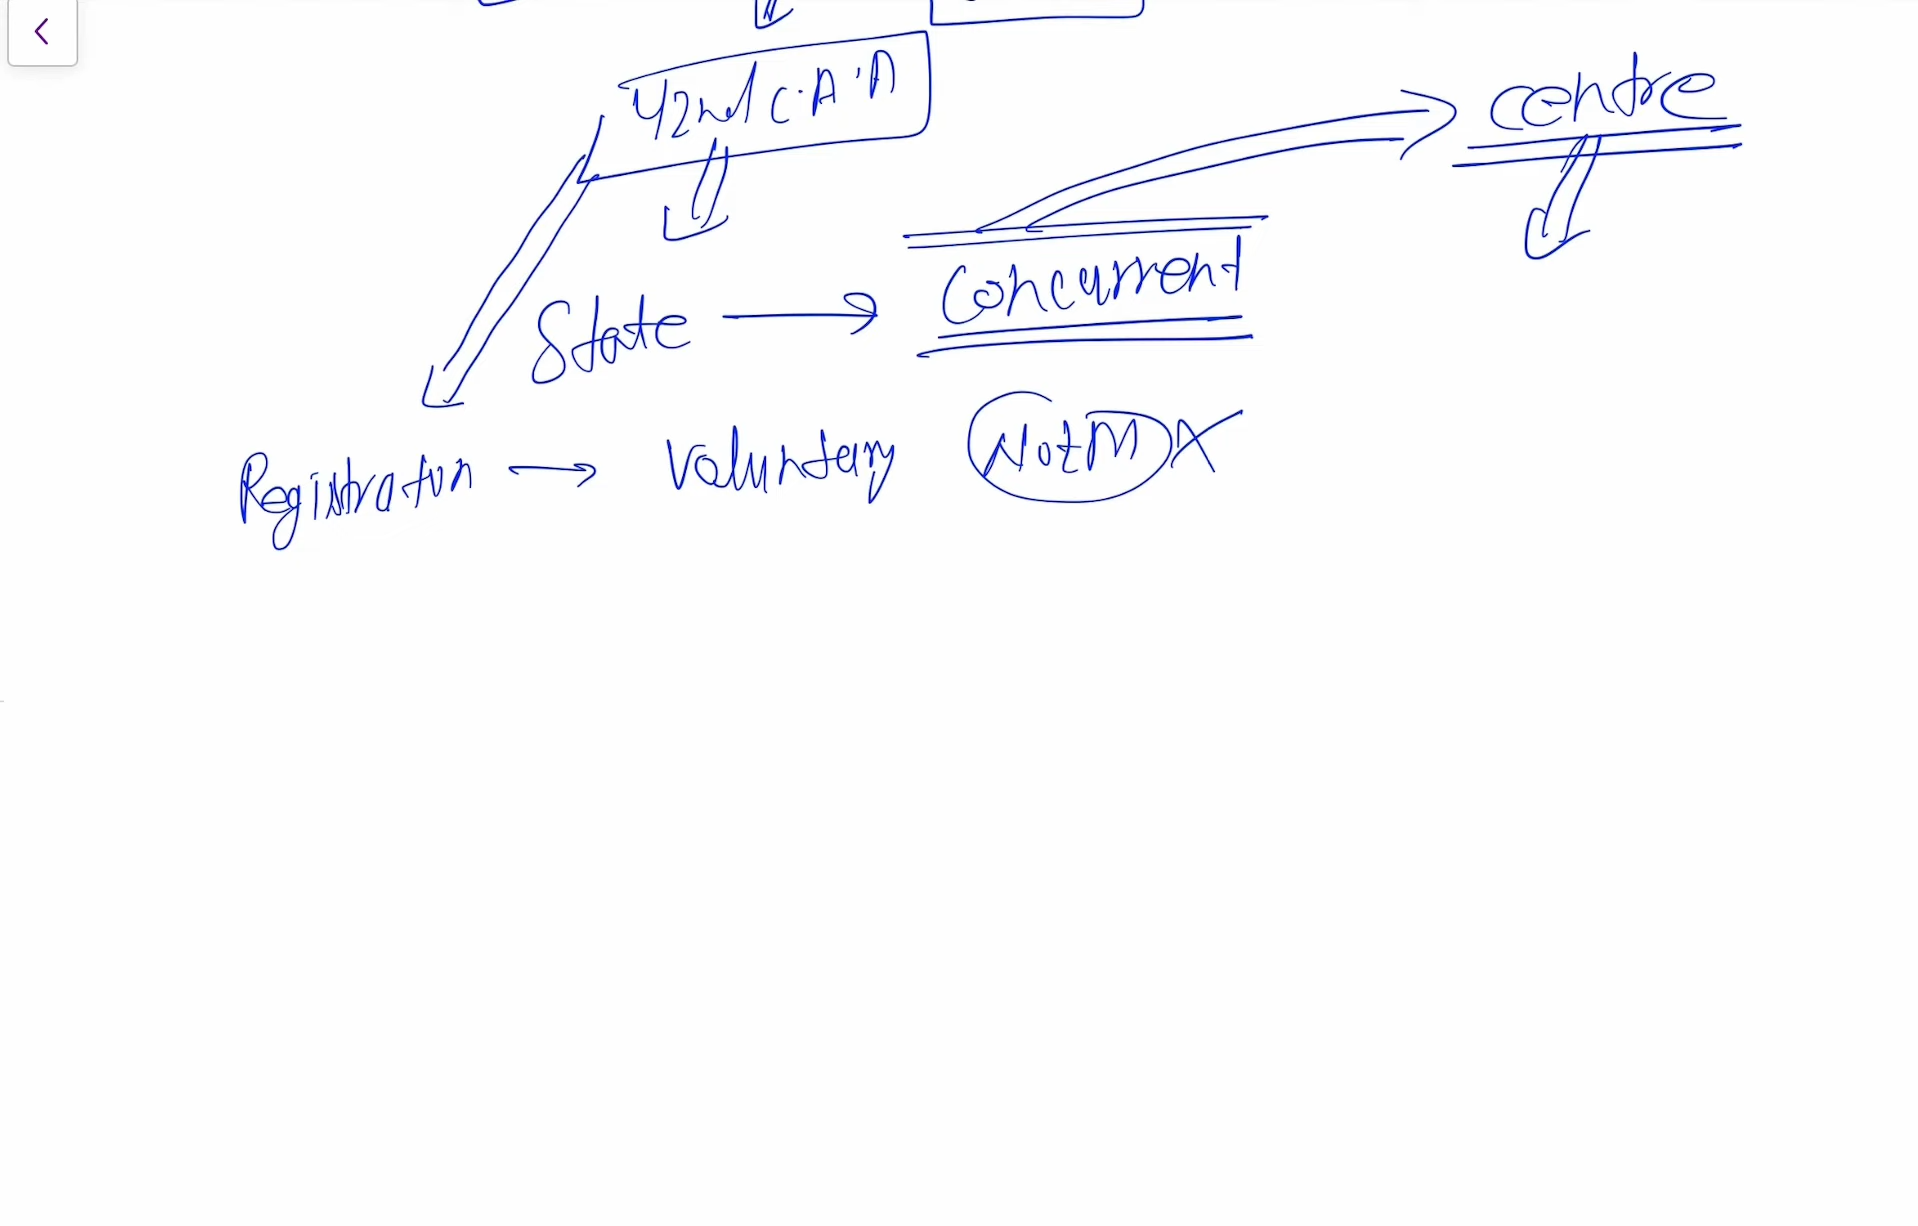 42nd C.A.A
centre
State → Concurrent
Registration → Voluntary Not M X